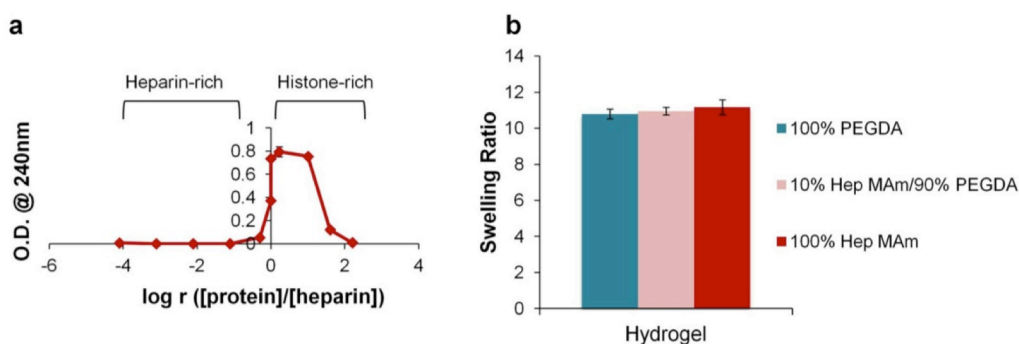 a
Heparin-rich
Histone-rich
O.D. @ 240nm
1
0.8
0.6
0.4
0.2
0
-6
-4
-2
0
2
4
log r ([protein]/[heparin])
b
Swelling Ratio
14
12
10
8
6
4
2
0
Hydrogel
100% PEGDA
10% Hep MAm/90% PEGDA
100% Hep MAm